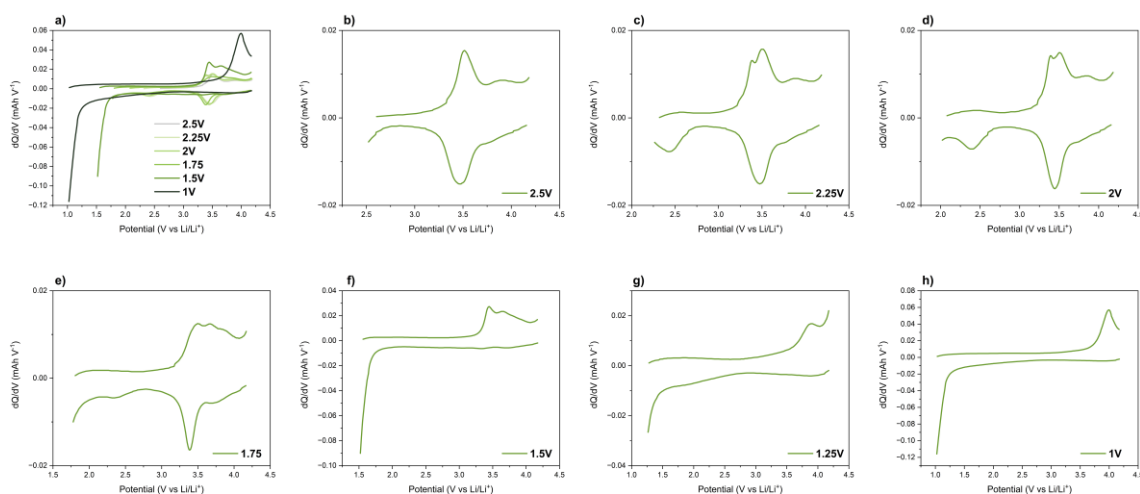 a)
dQ/dV (mAh V⁻¹)
0.06
0.04
0.02
0.00
−0.02
−0.04
−0.06
−0.08
−0.10
−0.12
2.5V
2.25V
2V
1.75
1.5V
1V
1.0 1.5 2.0 2.5 3.0 3.5 4.0 4.5
Potential (V vs Li/Li⁺)
b)
dQ/dV (mAh V⁻¹)
0.02
0.00
−0.02
2.5V
2.5 3.0 3.5 4.0 4.5
Potential (V vs Li/Li⁺)
c)
dQ/dV (mAh V⁻¹)
0.02
0.00
−0.02
2.25V
2.0 2.5 3.0 3.5 4.0 4.5
Potential (V vs Li/Li⁺)
d)
dQ/dV (mAh V⁻¹)
0.02
0.00
−0.02
2V
2.0 2.5 3.0 3.5 4.0
Potential (V vs Li/Li⁺)
e)
dQ/dV (mAh V⁻¹)
0.02
0.00
−0.02
1.75
1.5 2.0 2.5 3.0 3.5 4.0 4.5
Potential (V vs Li/Li⁺)
f)
dQ/dV (mAh V⁻¹)
0.04
0.02
0.00
−0.02
−0.04
−0.06
−0.08
−0.10
1.5V
1.5 2.0 2.5 3.0 3.5 4.0 4.5
Potential (V vs Li/Li⁺)
g)
dQ/dV (mAh V⁻¹)
0.04
0.02
0.00
−0.02
−0.04
1.25V
1.0 1.5 2.0 2.5 3.0 3.5 4.0 4.5
Potential (V vs Li/Li⁺)
h)
dQ/dV (mAh V⁻¹)
0.08
0.06
0.04
0.02
0.00
−0.02
−0.04
−0.06
−0.08
−0.10
−0.12
1V
1.0 1.5 2.0 2.5 3.0 3.5 4.0 4.5
Potential (V vs Li/Li⁺)